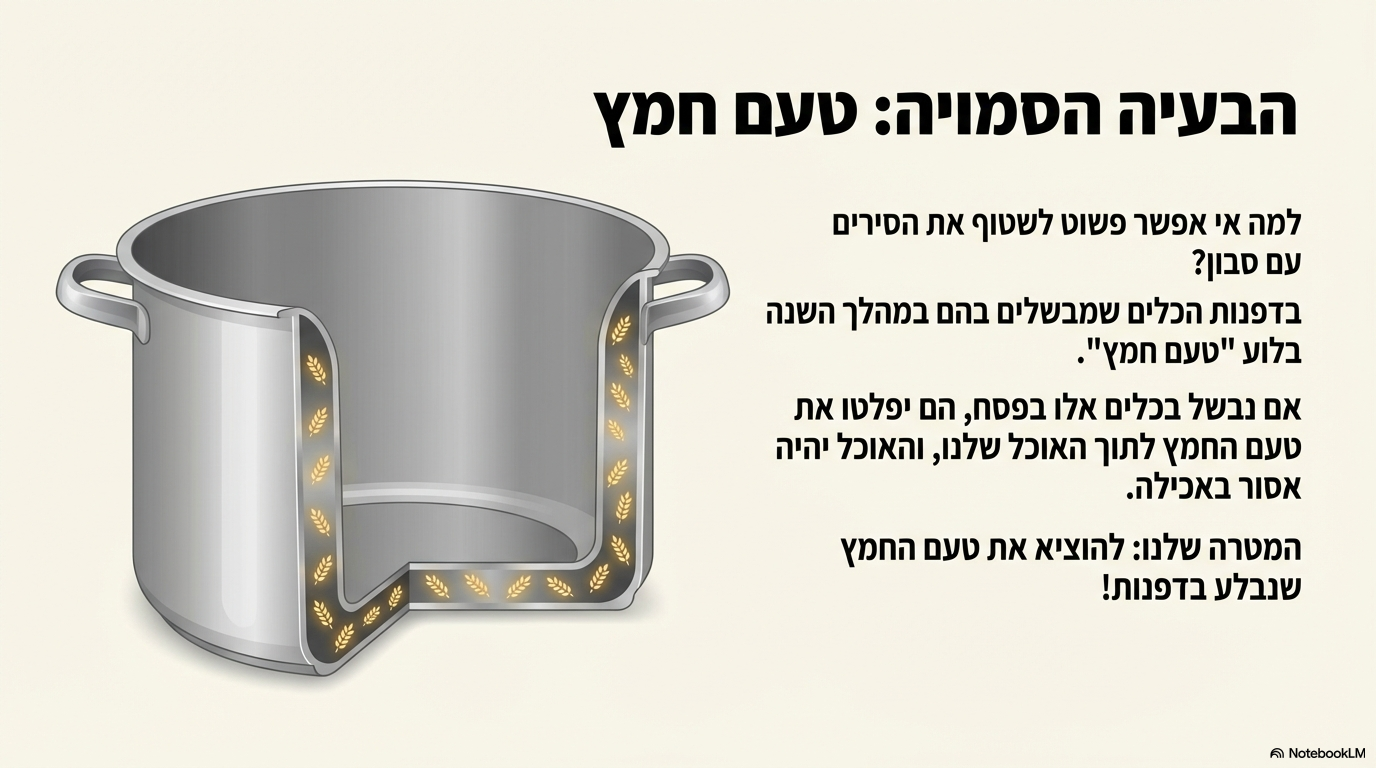 הבעיה הסמויה: טעם חמץ
למה אי אפשר פשוט לשטוף את הסירים
עם סבון?
בדפנות הכלים שמבשלים בהם במהלך השנה
בלוע "טעם חמץ".
אם נבשל בכלים אלו בפסח, הם יפלטו את
טעם החמץ לתוך האוכל שלנו, והאוכל יהיה
אסור באכילה.
המטרה שלנו: להוציא את טעם החמץ
שנבלע בדפנות!
NotebookLM